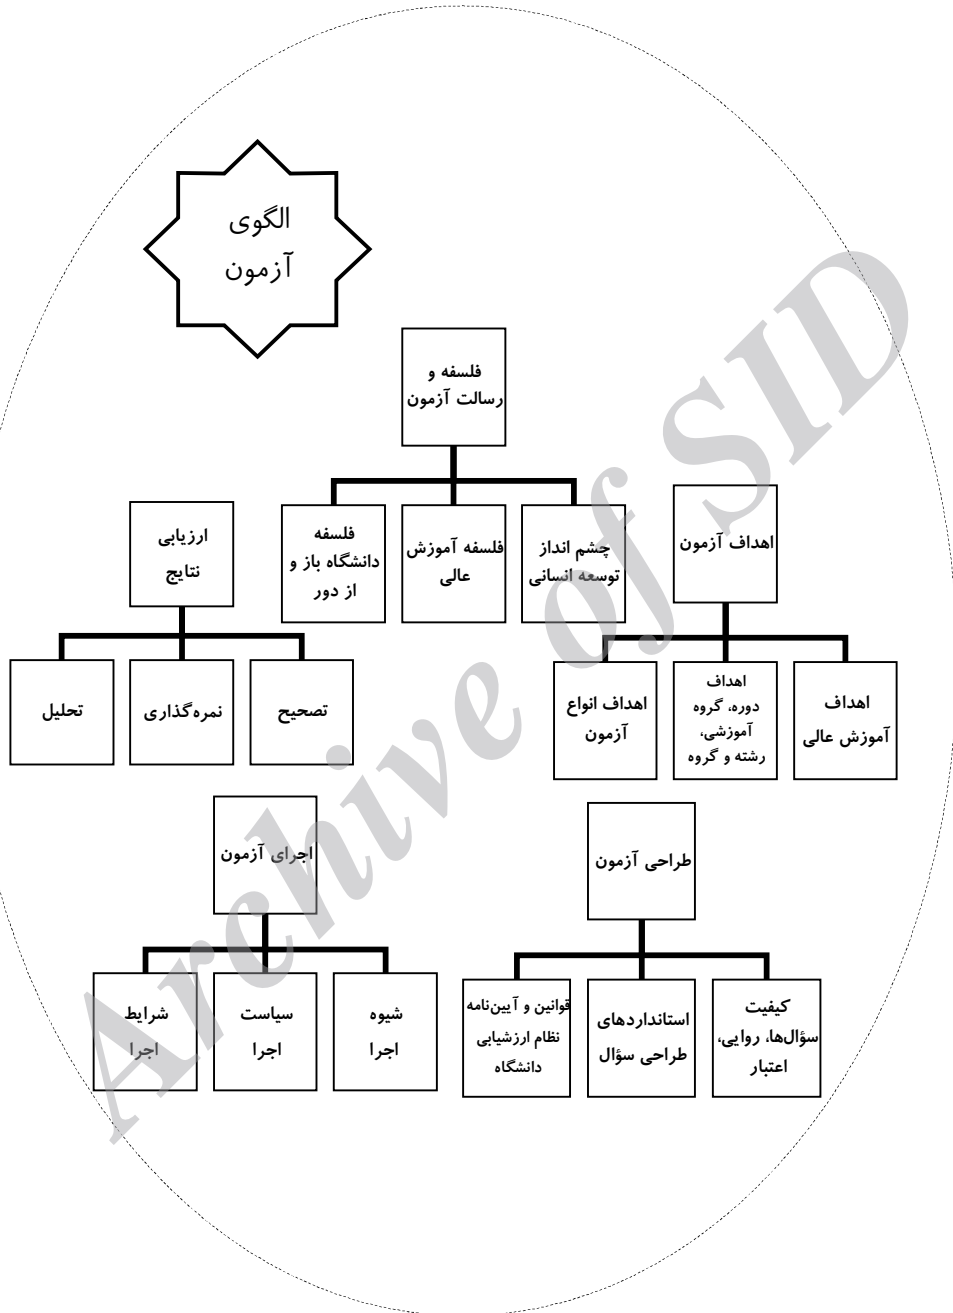 الگوی
آزمون
فلسفه و
رسالت آزمون
چشم انداز
توسعه انسانی
فلسفه آموزش
عالی
فلسفه
دانشگاه باز و
از دور
اهداف آزمون
اهداف
آموزش عالی
اهداف
دوره، گروه
آموزشی،
رشته و گروه
اهداف انواع
آزمون
ارزیابی
نتایج
تصحیح
نمره‌گذاری
تحلیل
طراحی آزمون
کیفیت
سؤال‌ها، روایی،
اعتبار
استانداردهای
طراحی سؤال
قوانین و آیین‌نامه
نظام ارزشیابی
دانشگاه
اجرای آزمون
شیوه
اجرا
سیاست
اجرا
شرایط
اجرا
Archive of SID